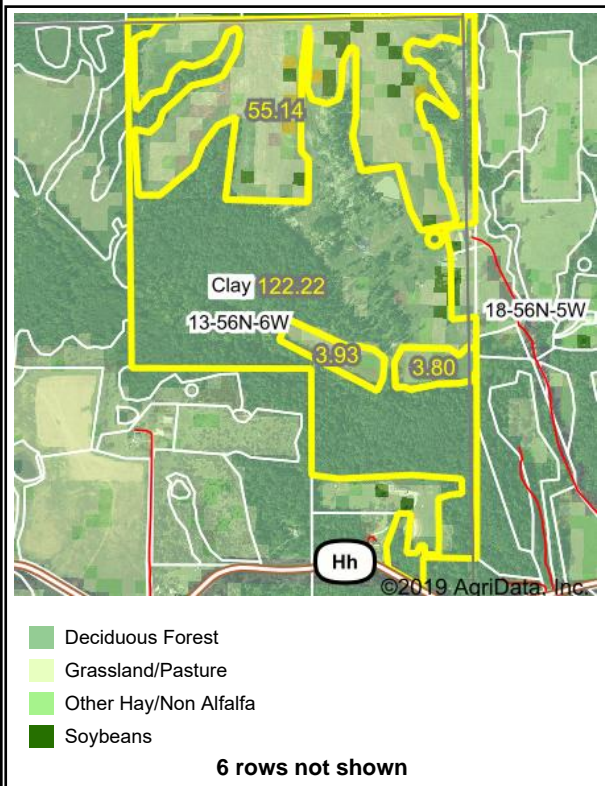 55.14
Clay 122.22
13-56N-6W
18-56N-5W
3.93
3.80
Hh
©2019 AgriData, Inc.
Deciduous Forest
Grassland/Pasture
Other Hay/Non Alfalfa
Soybeans
6 rows not shown